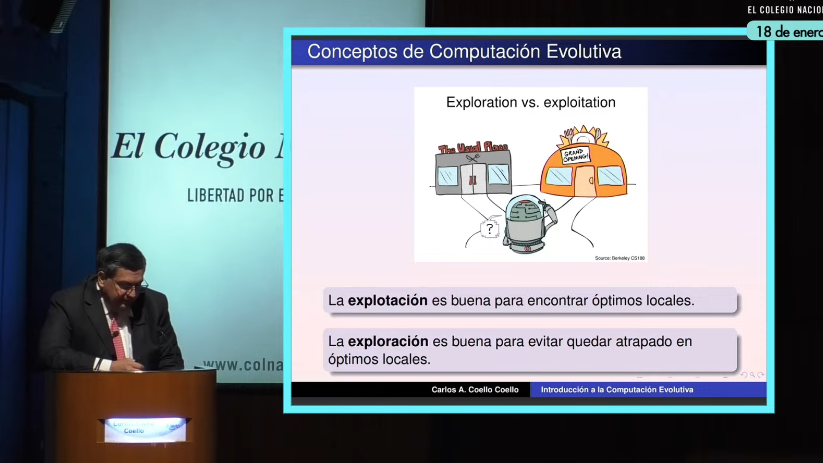 EL COLEGIO NACIO
18 de enero
El Colegio
LIBERTAD POR
www.colna
Coello
Conceptos de Computación Evolutiva
Exploration vs. exploitation
The Usual Place
GRAND
OPENING!
?
Source: Berkeley CS188
La explotación es buena para encontrar óptimos locales.
La exploración es buena para evitar quedar atrapado en
óptimos locales.
Carlos A. Coello Coello
Introducción a la Computación Evolutiva